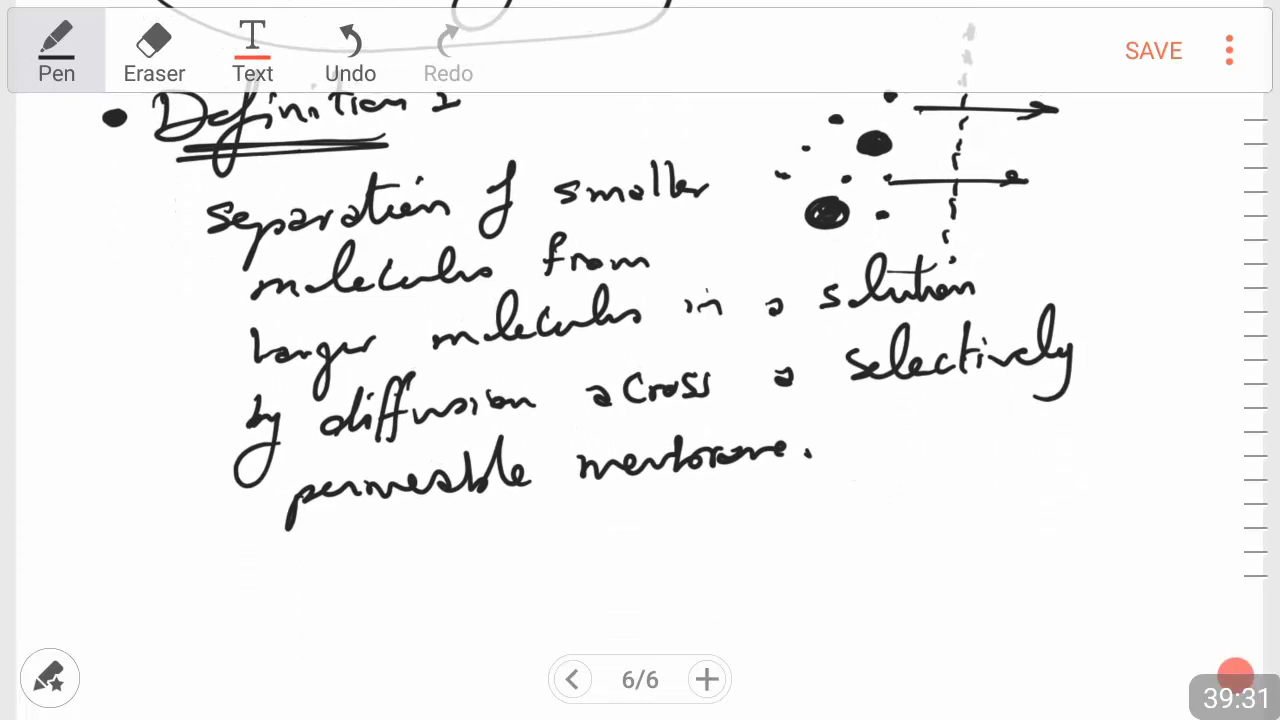 Pen
Eraser
Text
Undo
Redo
SAVE
Definition
separation of smaller
molecules from
larger molecules in a solution
by diffusion across a selectively
permeable membrane.
6/6
39:31